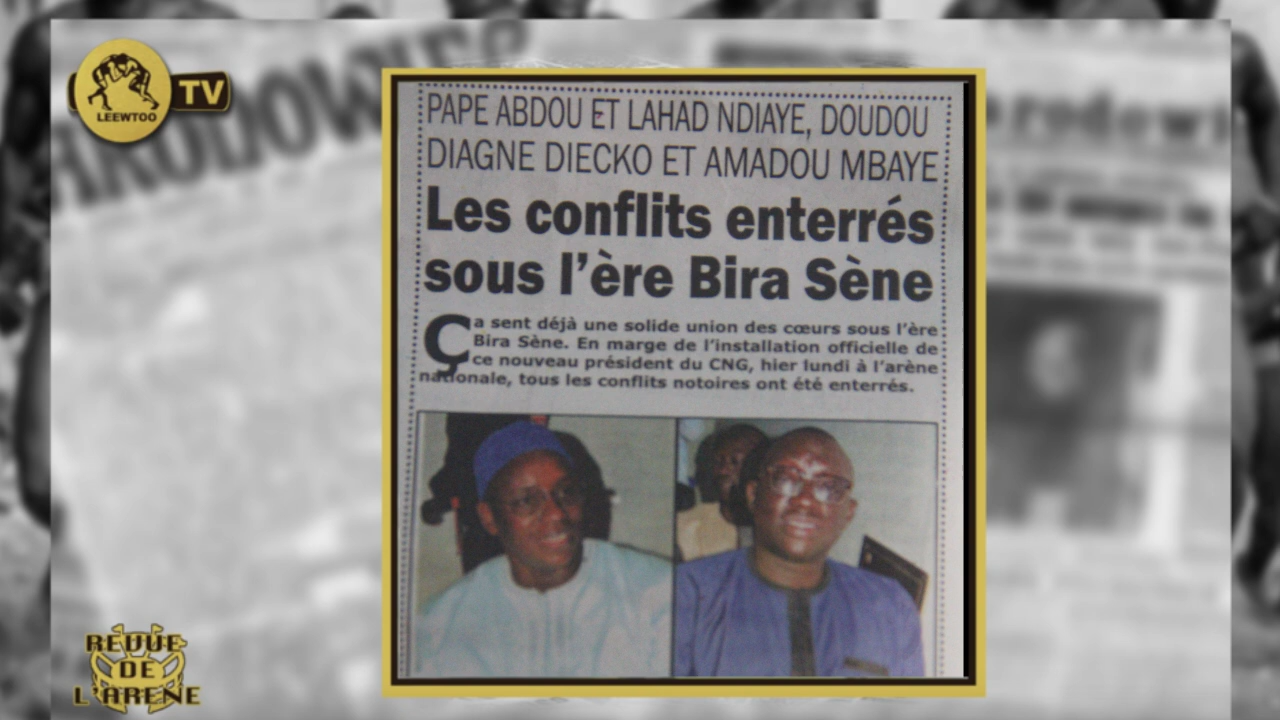 LEEWTOO
TV
PAPE ABDOU ET LAHAD NDIAYE, DOUDOU
DIAGNE DIECKO ET AMADOU MBAYE
Les conflits enterrés
sous l'ère Bira Sène
Ça sent déjà une solide union des cœurs sous l'ère
Bira Sène. En marge de l'installation officielle de
ce nouveau président du CNG, hier lundi à l'arène
nationale, tous les conflits notoires ont été enterrés.
REVUE
DE
L'ARENE